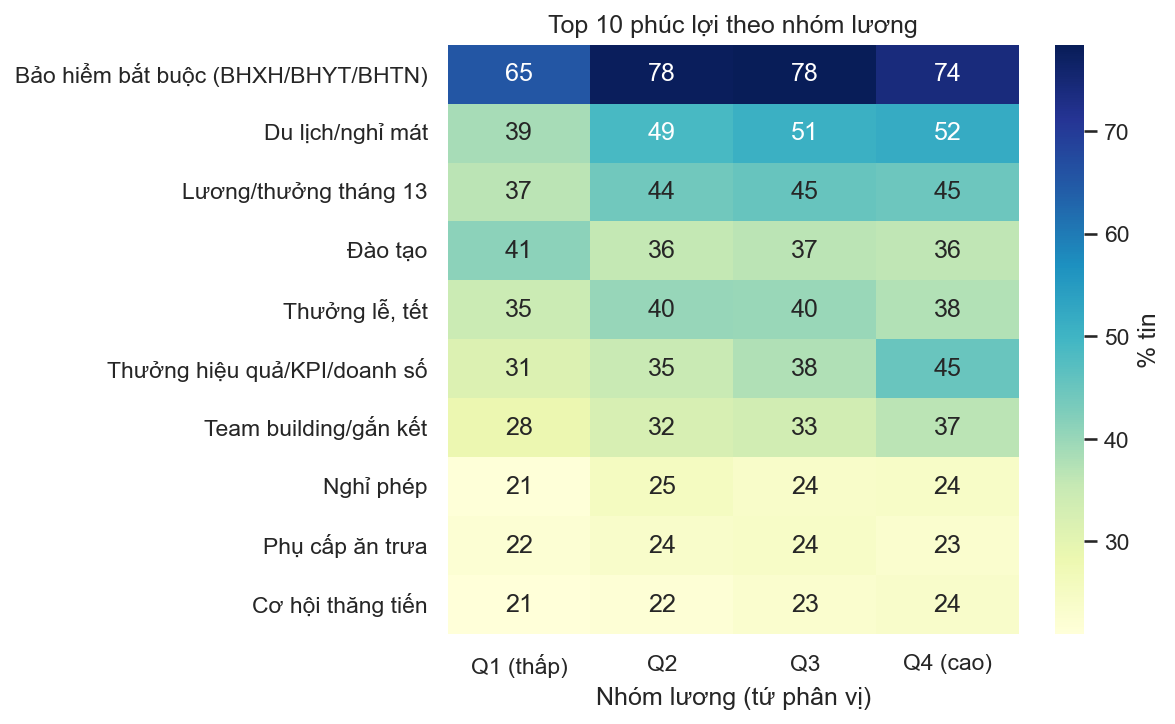 Top 10 phúc lợi theo nhóm lương
Bảo hiểm bắt buộc (BHXH/BHYT/BHTN) 65 78 78 74
Du lịch/nghỉ mát 39 49 51 52
Lương/thưởng tháng 13 37 44 45 45
Đào tạo 41 36 37 36
Thưởng lễ, tết 35 40 40 38
Thưởng hiệu quả/KPI/doanh số 31 35 38 45
Team building/gắn kết 28 32 33 37
Nghỉ phép 21 25 24 24
Phụ cấp ăn trưa 22 24 24 23
Cơ hội thăng tiến 21 22 23 24
Q1 (thấp) Q2 Q3 Q4 (cao)
Nhóm lương (tứ phân vị)
70
60
50
40
30
% tin